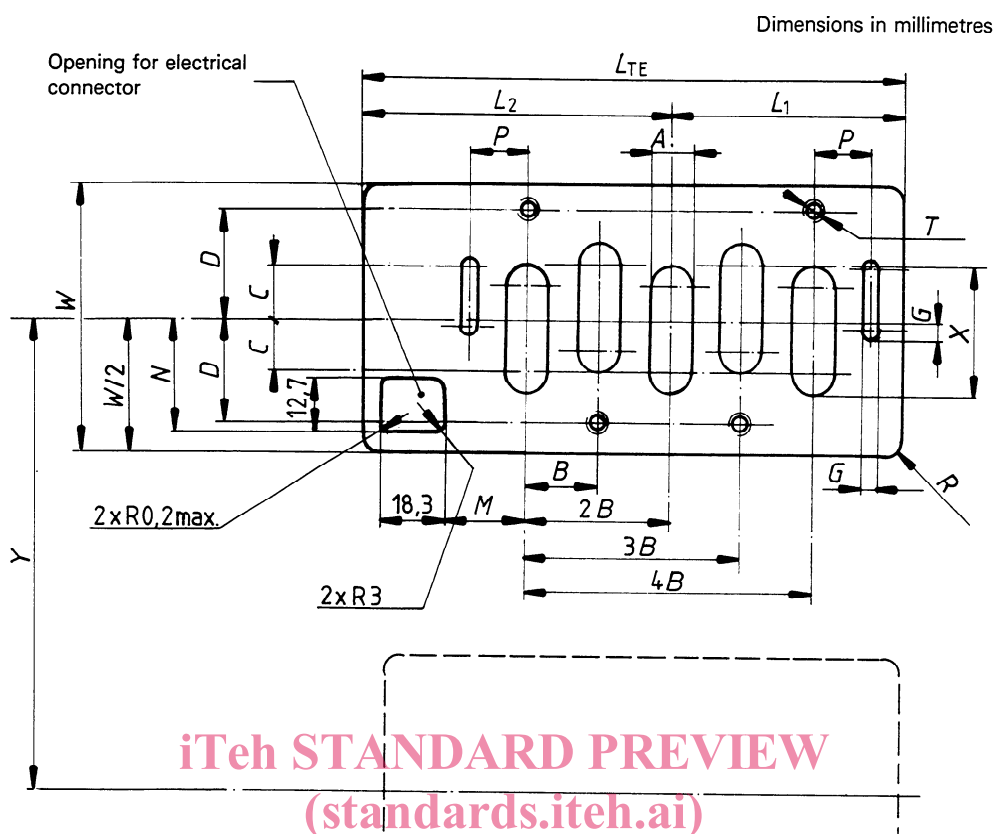 Dimensions in millimetres
Opening for electrical
connector
LTE
L2
L1
P
A
P
T
D
C
W
G
X
C
D
N
W/2
12,7
G
R
B
18,3
M
2B
2xR0,2max.
3B
Y
4B
2xR3
iTeh STANDARD PREVIEW
(standards.iteh.ai)